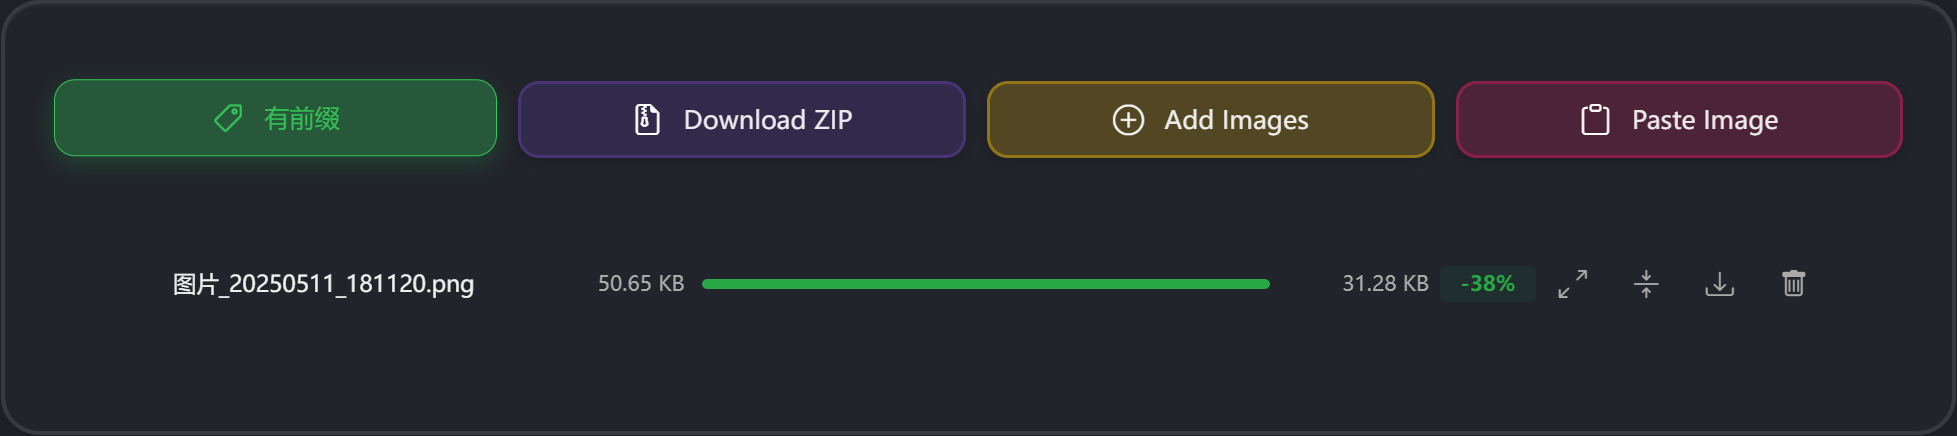 有前缀
Download ZIP
Add Images
Paste Image
图片_20250511_181120.png
50.65 KB
31.28 KB
-38%